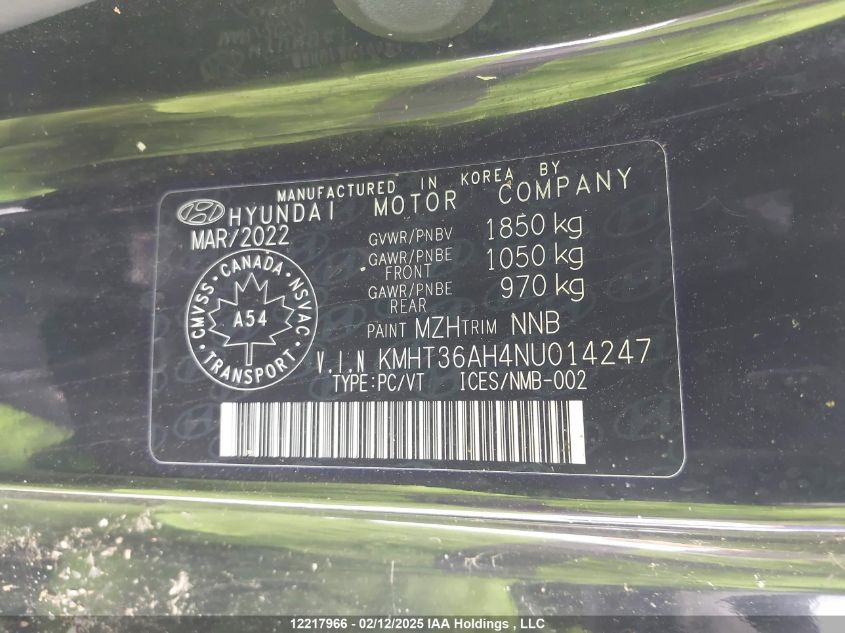 MANUFACTURED IN KOREA BY
HYUNDAI MOTOR COMPANY
MAR/2022
GVWR/PNBV 1850 kg
GAWR/PNBE FRONT 1050 kg
GAWR/PNBE REAR 970 kg
CMVSS • CANADA • NSVAC • TRANSPORT •
A54
PAINT MZH TRIM NNB
V.I.N KMHT36AH4NU014247
TYPE:PC/VT ICES/NMB-002
12217966 - 02/12/2025 IAA Holdings , LLC